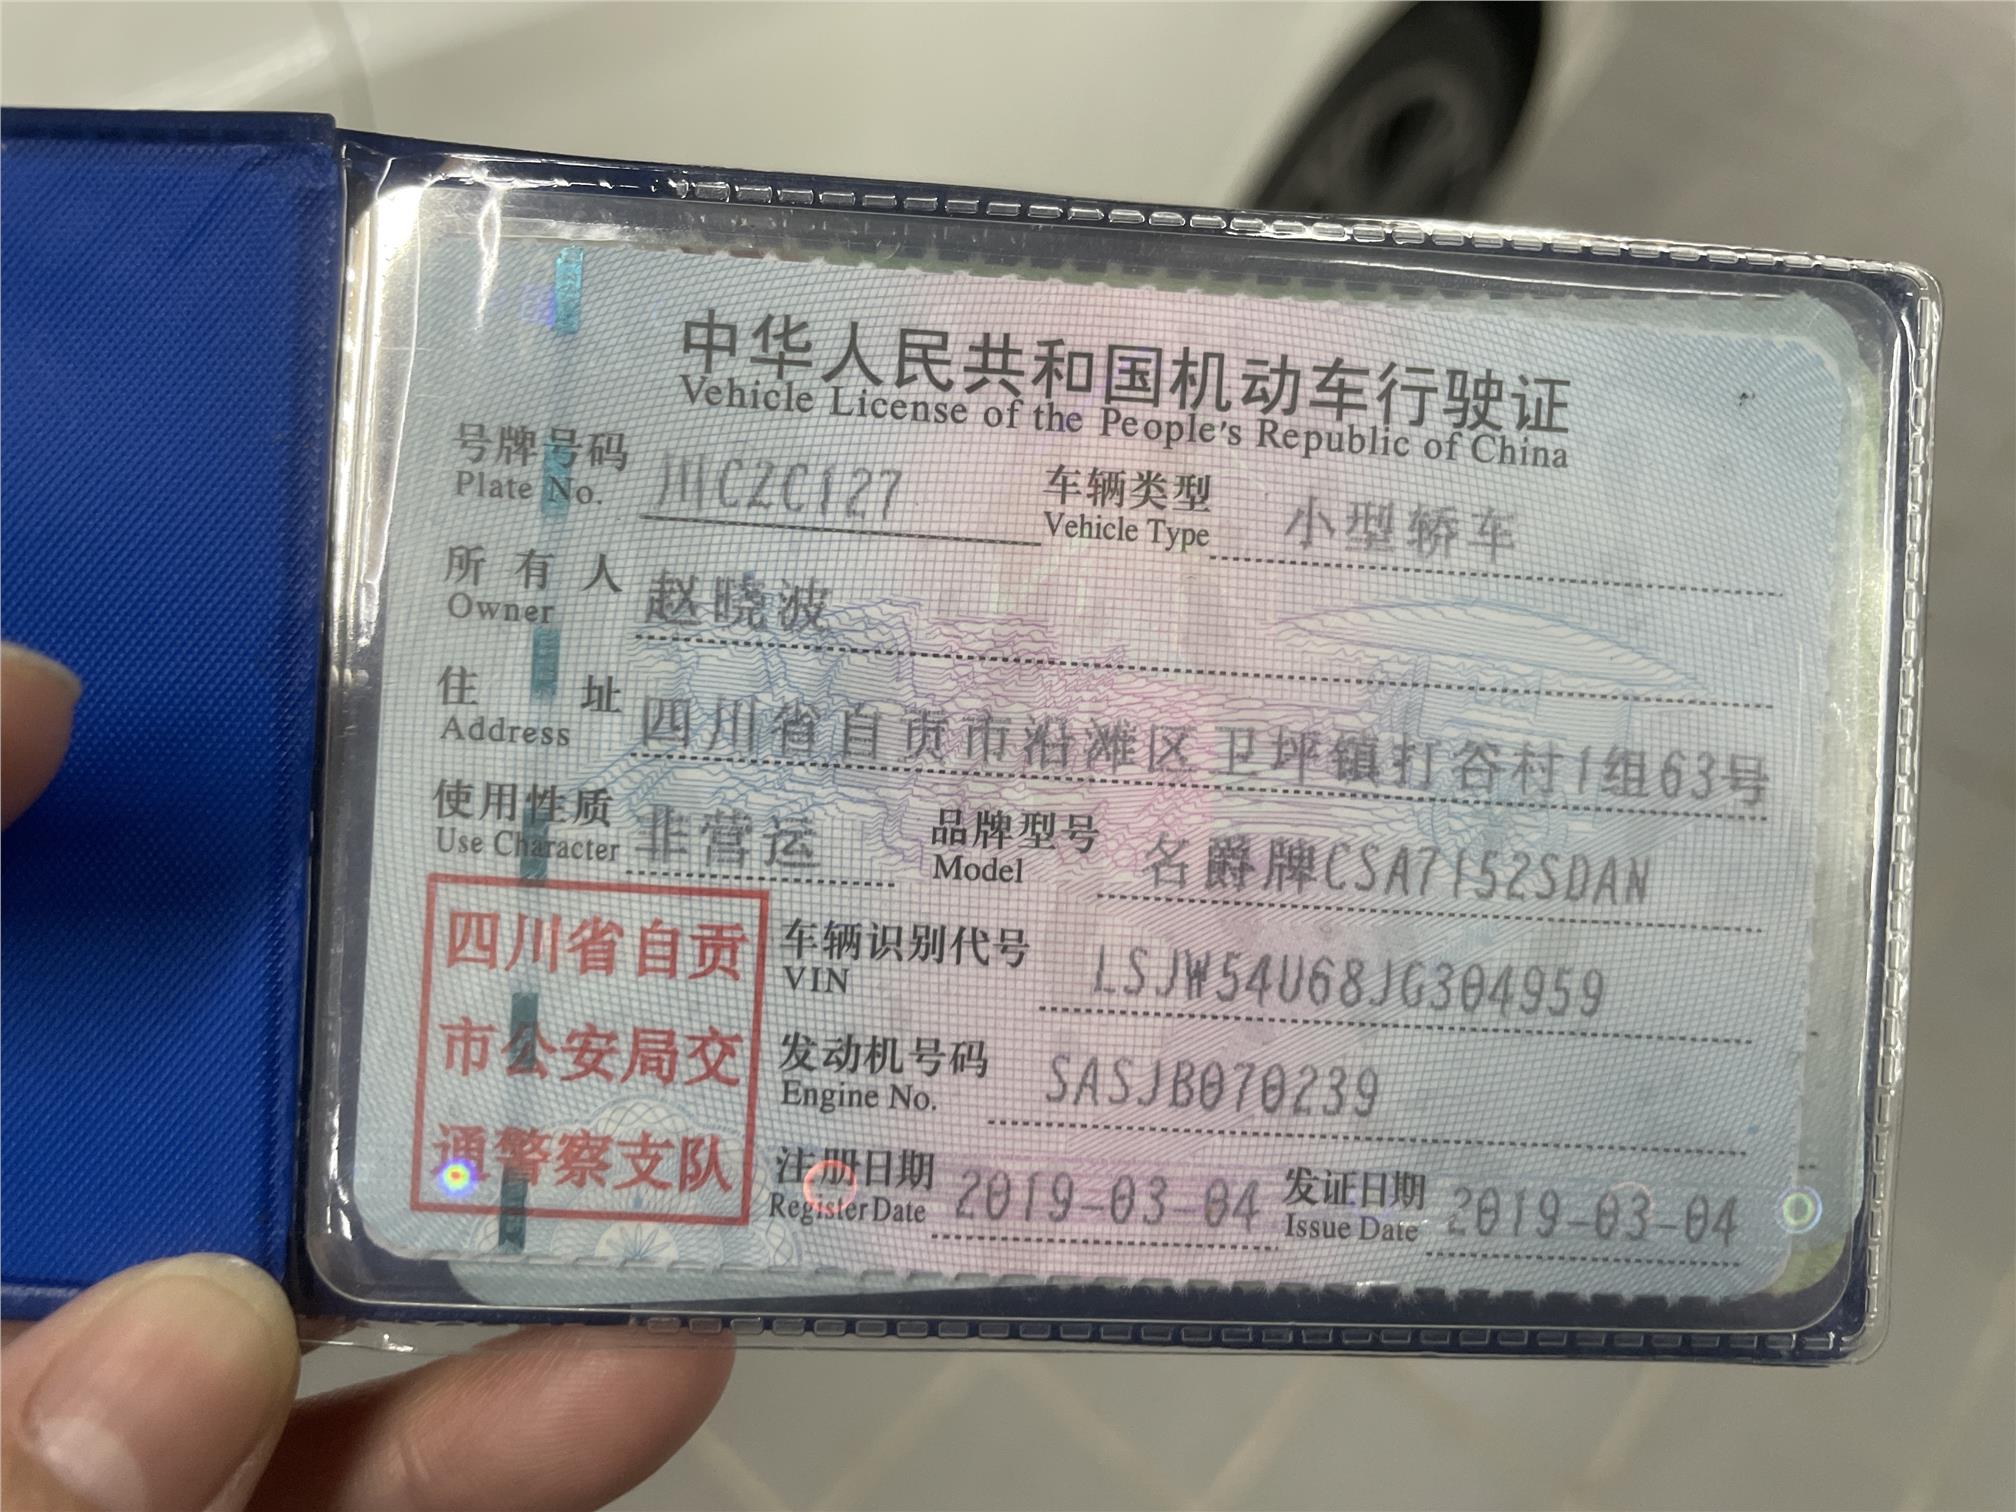 中华人民共和国机动车行驶证
Vehicle License of the People's Republic of China
号牌号码 川CZC127 车辆类型 小型轿车
Plate No. Vehicle Type
所有人 赵晓波
Owner
住址 四川省自贡市沿滩区卫坪镇打谷村1组63号
Address
使用性质 非营运 品牌型号 名爵牌CSA7152SDAN
Use Character Model
四川省自贡
市公安局交
通警察支队
车辆识别代号 LSJW54U68JG304959
VIN
发动机号码 SASJB070239
Engine No.
注册日期 2019-03-04 发证日期 2019-03-04
Register Date Issue Date